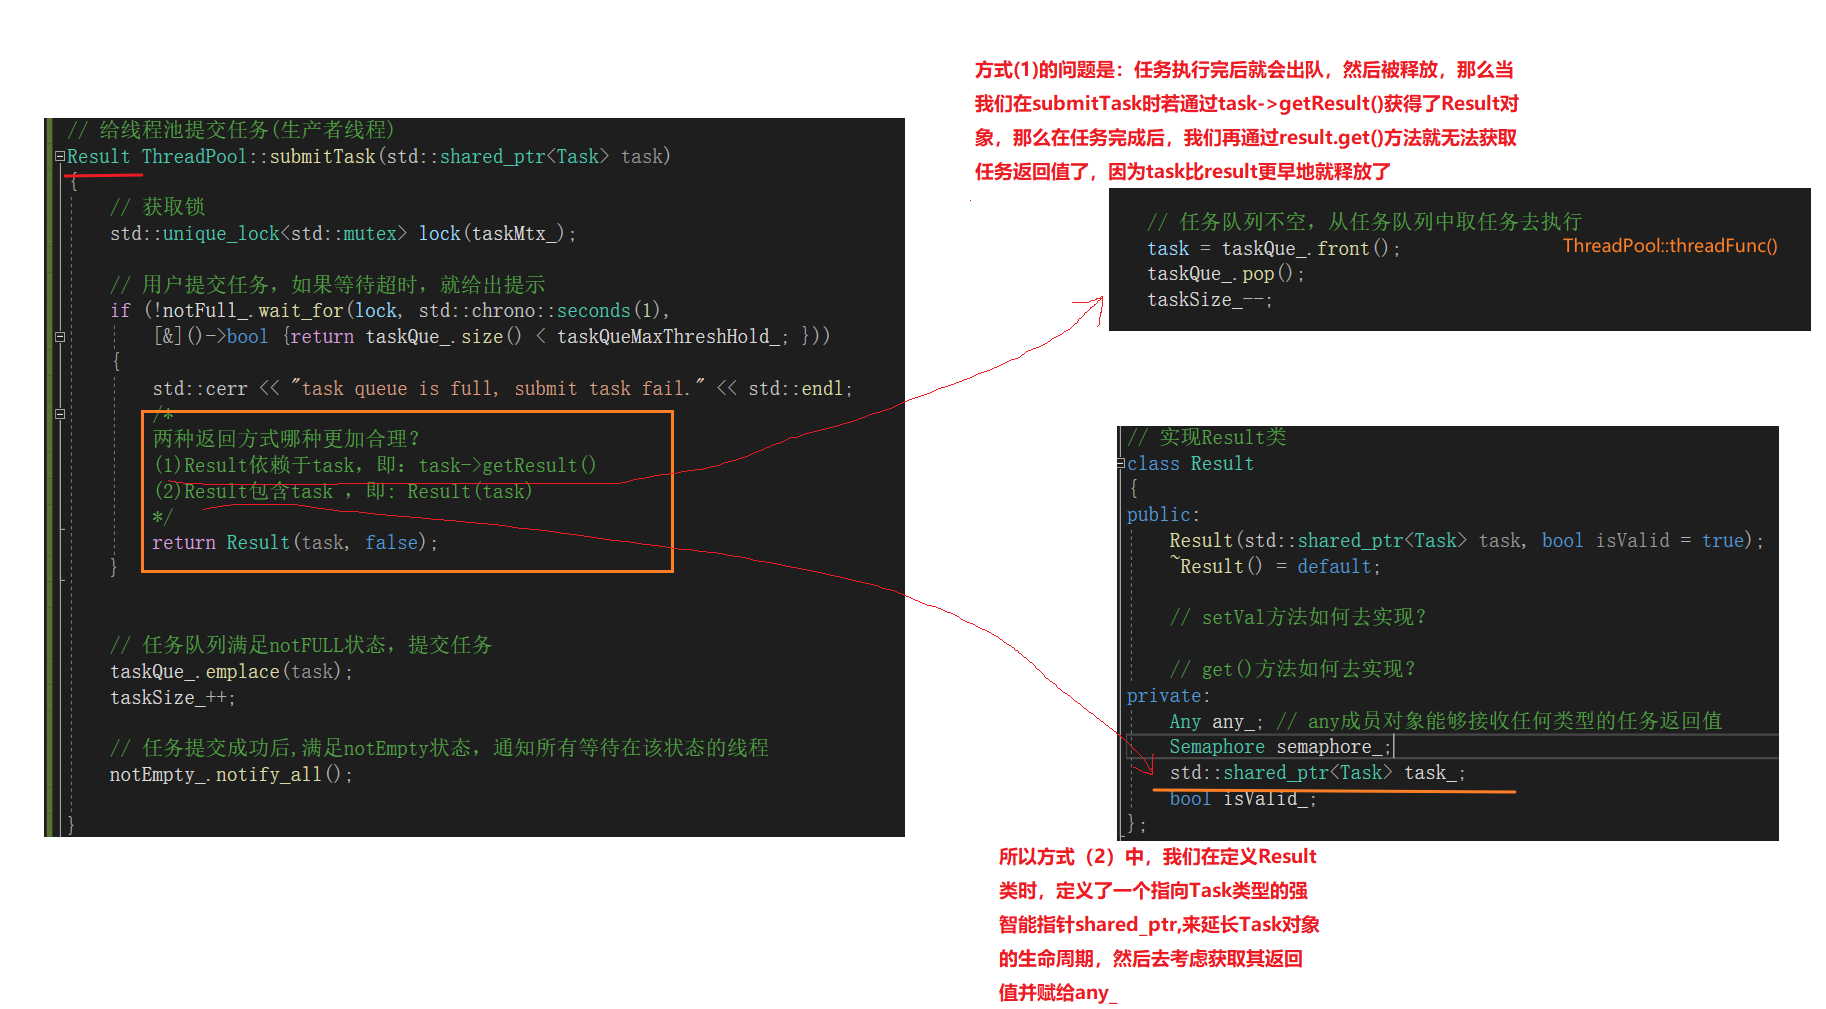 方式(1)的问题是：任务执行完后就会出队，然后被释放，那么当
我们在submitTask时若通过task->getResult()获得了Result对
象，那么在任务完成后，我们再通过result.get()方法就无法获取
任务返回值了，因为task比result更早地就释放了
// 给线程池提交任务(生产者线程)
Result ThreadPool::submitTask(std::shared_ptr<Task> task)
{
// 获取锁
std::unique_lock<std::mutex> lock(taskMtx_);
// 用户提交任务，如果等待超时，就给出提示
if (!notFull_.wait_for(lock, std::chrono::seconds(1),
[&]()->bool {return taskQue_.size() < taskQueMaxThreshHold_; }))
{
std::cerr << "task queue is full, submit task fail." << std::endl;
/*
两种返回方式哪种更加合理？
(1)Result依赖于task，即：task->getResult()
(2)Result包含task ，即: Result(task)
*/
return Result(task, false);
}
// 任务队列满足notFULL状态，提交任务
taskQue_.emplace(task);
taskSize_++;
// 任务提交成功后,满足notEmpty状态，通知所有等待在该状态的线程
notEmpty_.notify_all();
}
// 任务队列不空，从任务队列中取任务去执行
task = taskQue_.front();
ThreadPool::threadFunc()
taskQue_.pop();
taskSize_--;
// 实现Result类
class Result
{
public:
Result(std::shared_ptr<Task> task, bool isValid = true);
~Result() = default;
// setVal方法如何去实现？
// get()方法如何去实现？
private:
Any any_; // any成员对象能够接收任何类型的任务返回值
Semaphore semaphore_;
std::shared_ptr<Task> task_;
bool isValid_;
};
所以方式（2）中，我们在定义Result
类时，定义了一个指向Task类型的强
智能指针shared_ptr,来延长Task对象
的生命周期，然后去考虑获取其返回
值并赋给any_